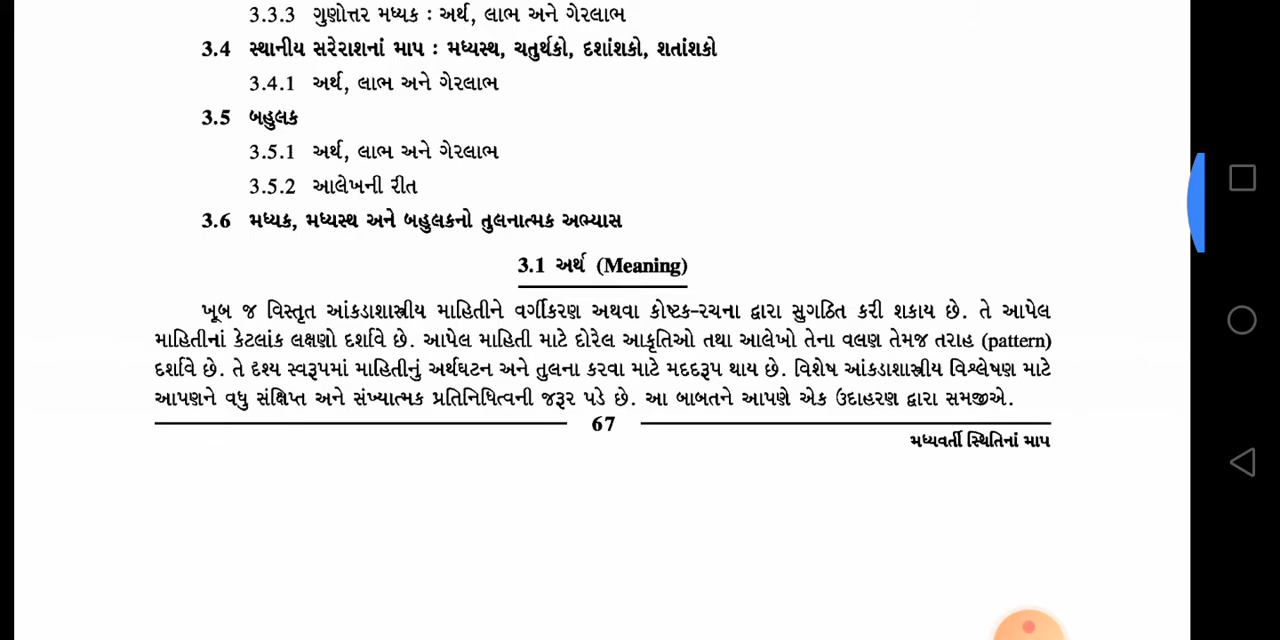 3.3.3 ગુણોત્તર મધ્યક : અર્થ, લાભ અને ગેરલાભ
3.4 સ્થાનીય સરેરાશનાં માપ : મધ્યસ્થ, ચતુર્થકો, દશાંશકો, શતાંશકો
3.4.1 અર્થ, લાભ અને ગેરલાભ
3.5 બહુલક
3.5.1 અર્થ, લાભ અને ગેરલાભ
3.5.2 આલેખની રીત
3.6 મધ્યક, મધ્યસ્થ અને બહુલકનો તુલનાત્મક અભ્યાસ
3.1 અર્થ (Meaning)
ખૂબ જ વિસ્તૃત આંકડાશાસ્ત્રીય માહિતીને વર્ગીકરણ અથવા કોષ્ટક-રચના દ્વારા સુગઠિત કરી શકાય છે. તે આપેલ
માહિતીનાં કેટલાંક લક્ષણો દર્શાવે છે. આપેલ માહિતી માટે દોરેલ આકૃતિઓ તથા આલેખો તેના વલણ તેમજ તરાહ (pattern)
દર્શાવે છે. તે દૃશ્ય સ્વરૂપમાં માહિતીનું અર્થઘટન અને તુલના કરવા માટે મદદરૂપ થાય છે. વિશેષ આંકડાશાસ્ત્રીય વિશ્લેષણ માટે
આપણને વધુ સંક્ષિપ્ત અને સંખ્યાત્મક પ્રતિનિધિત્વની જરૂર પડે છે. આ બાબતને આપણે એક ઉદાહરણ દ્વારા સમજીએ.
67
મધ્યવર્તી સ્થિતિનાં માપ